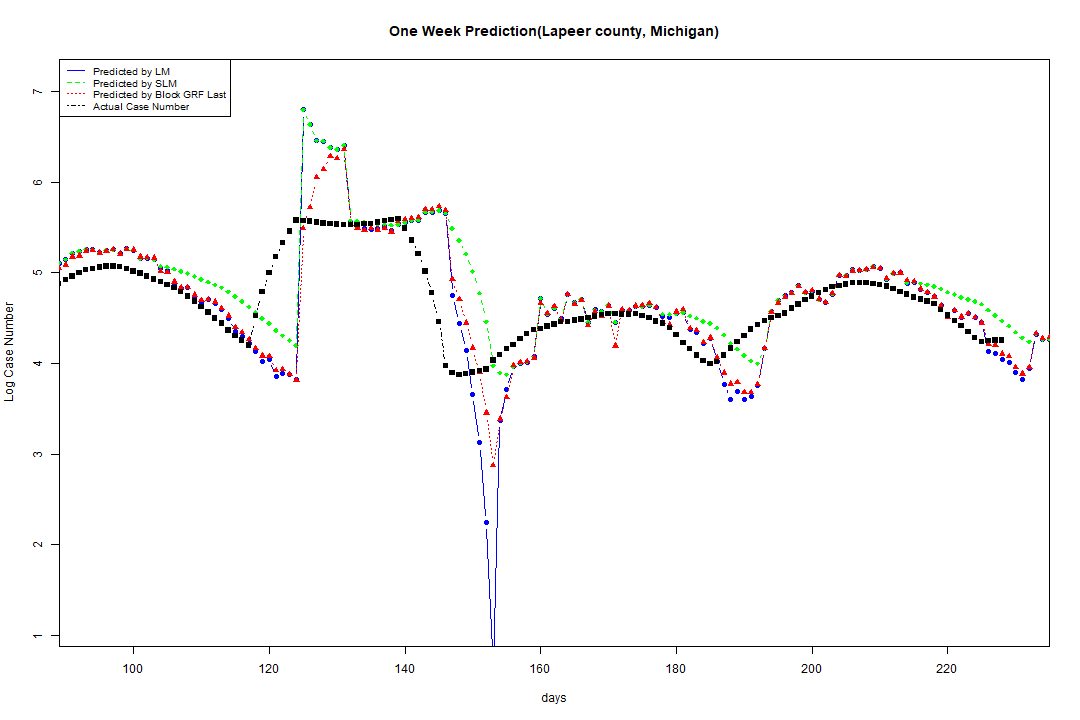 One Week Prediction(Lapeer county, Michigan)
Predicted by LM
Predicted by SLM
Predicted by Block GRF Last
Actual Case Number
7
6
5
4
3
2
1
Log Case Number
100 120 140 160 180 200 220
days